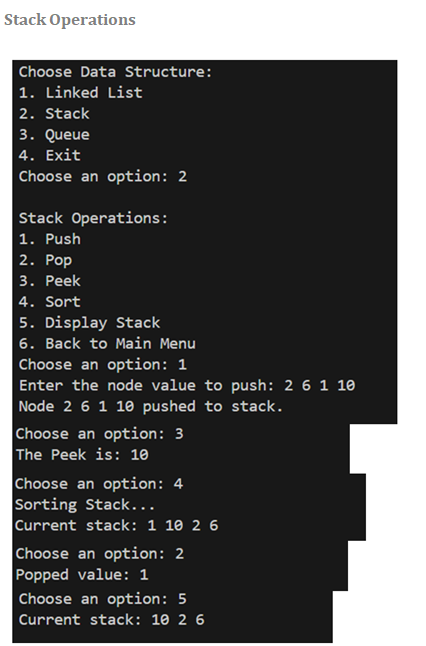 Stack Operations
Choose Data Structure:
1. Linked List
2. Stack
3. Queue
4. Exit
Choose an option: 2
Stack Operations:
1. Push
2. Pop
3. Peek
4. Sort
5. Display Stack
6. Back to Main Menu
Choose an option: 1
Enter the node value to push: 2 6 1 10
Node 2 6 1 10 pushed to stack.
Choose an option: 3
The Peek is: 10
Choose an option: 4
Sorting Stack...
Current stack: 1 10 2 6
Choose an option: 2
Popped value: 1
Choose an option: 5
Current stack: 10 2 6